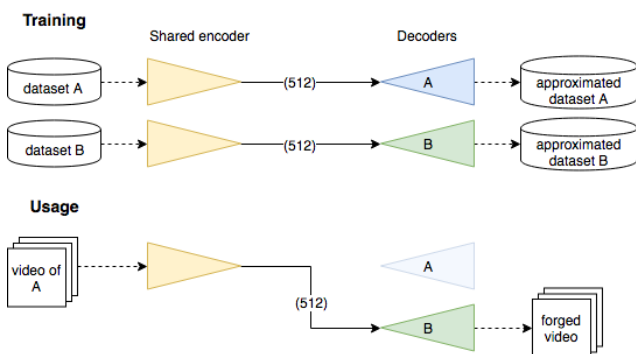 Training
Shared encoder
Decoders
dataset A
(512)
A
approximated
dataset A
dataset B
(512)
B
approximated
dataset B
Usage
video of
A
(512)
A
B
forged
video